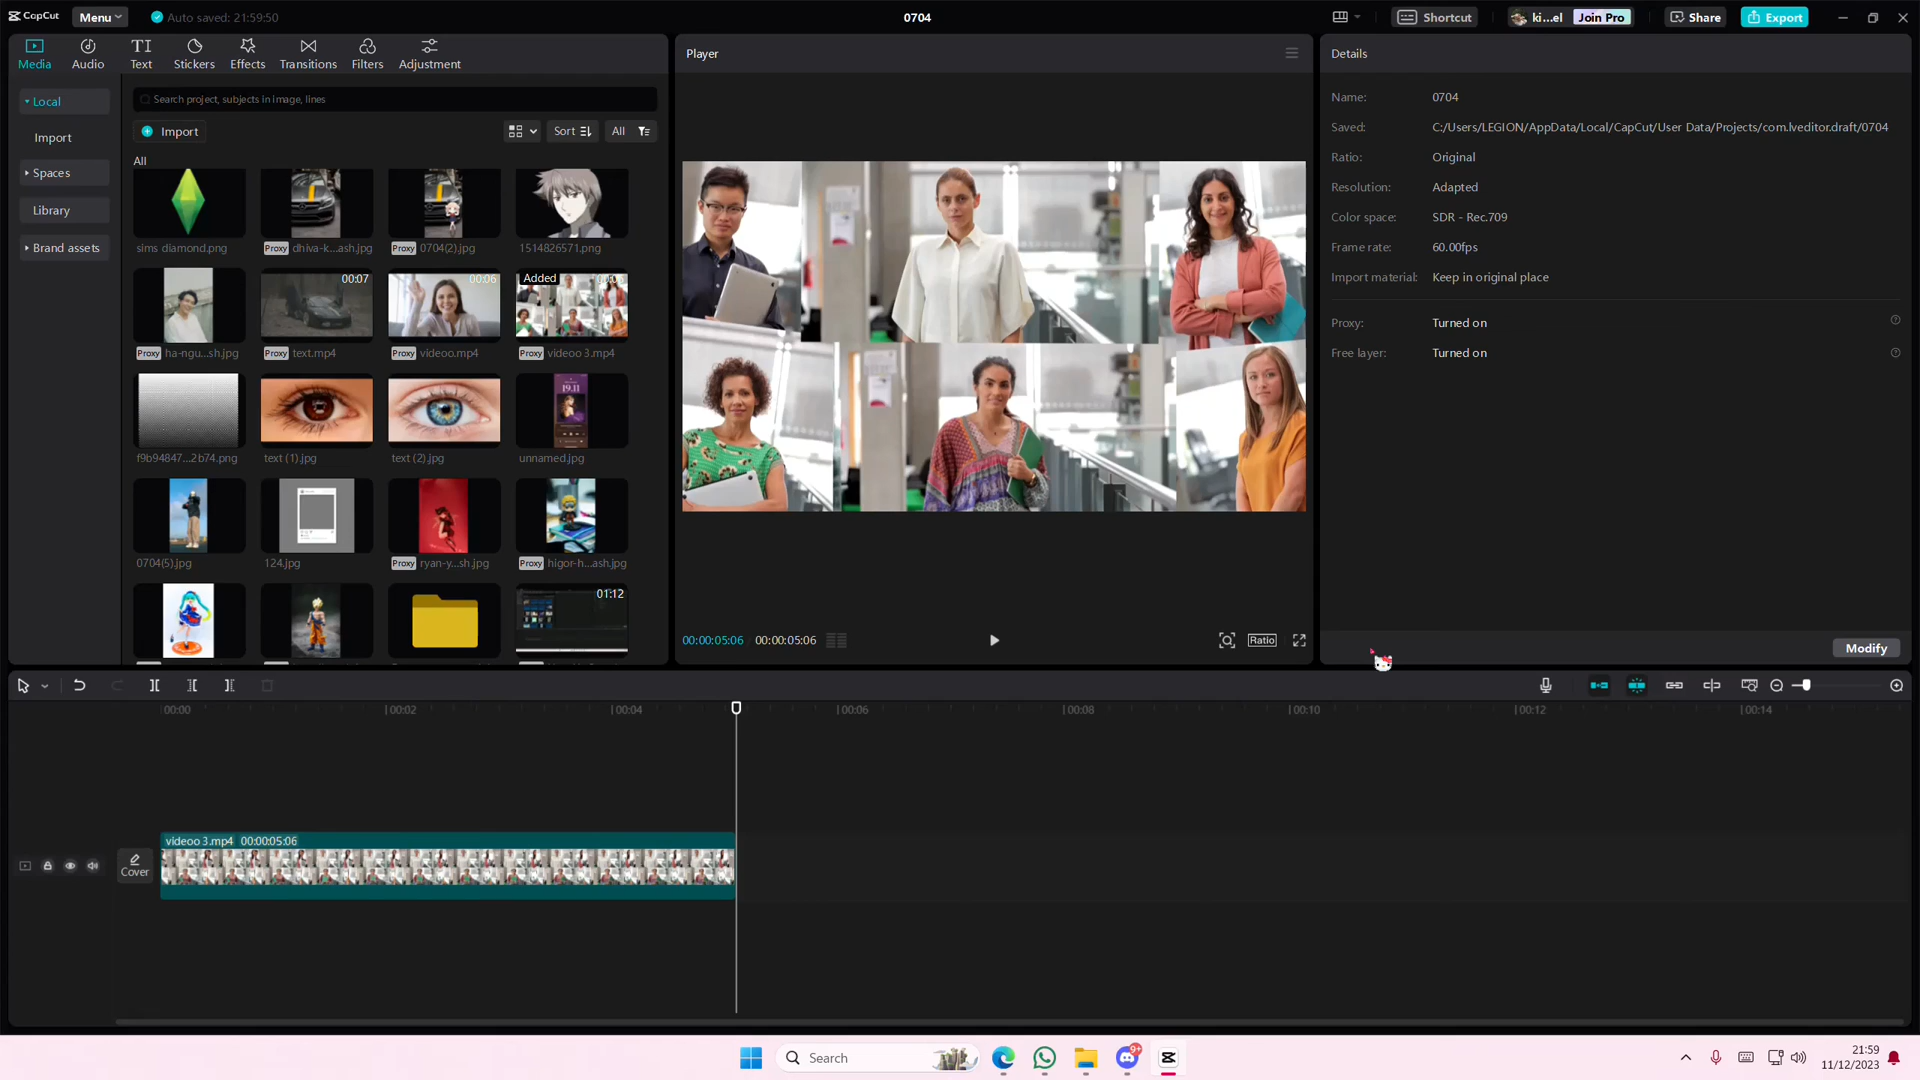 CapCut Menu Auto saved: 21:59:50 0704 Shortcut ki...el Join Pro Share Export
Media Audio Text Stickers Effects Transitions Filters Adjustment
Player
Details
Local
Import
Spaces
Library
Brand assets
Search project, subjects in image, lines
Import Sort All
All
sims diamond.png Proxy dhiva-k...ash.jpg Proxy 0704(2).jpg 1514826571.png
00:07 00:06 Added
Proxy ha-ngu...sh.jpg Proxy text.mp4 Proxy videoo.mp4 Proxy videoo 3.mp4
19.11
f9b94847...2b74.png text (1).jpg text (2).jpg unnamed.jpg
0704(5).jpg 124.jpg Proxy ryan-y...sh.jpg Proxy higor-h...ash.jpg
01:12
00:00:05:06 00:00:05:06 Ratio
Name: 0704
Saved: C:/Users/LEGION/AppData/Local/CapCut/User Data/Projects/com.lveditor.draft/0704
Ratio: Original
Resolution: Adapted
Color space: SDR - Rec.709
Frame rate: 60.00fps
Import material: Keep in original place
Proxy: Turned on
Free layer: Turned on
Modify
00:00 00:02 00:04 00:06 00:08 00:10 00:12 00:14
videoo 3.mp4 00:00:05:06
Cover
Search 9+ 21:59
11/12/2023